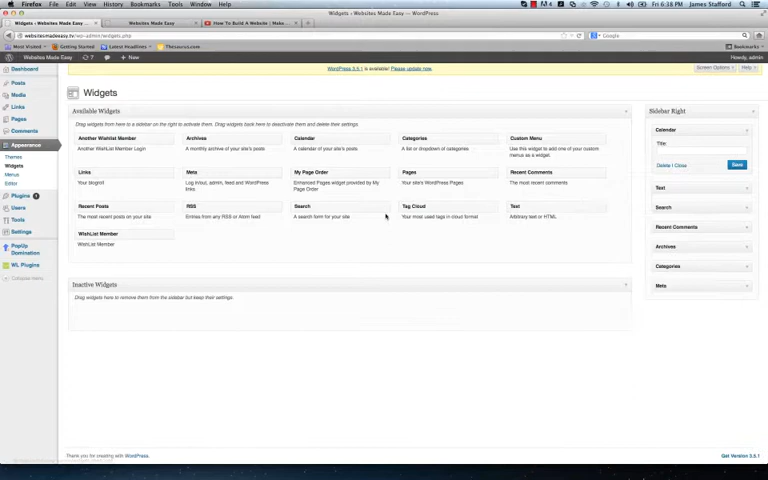 Firefox File Edit View History Bookmarks Tools Window Help
Fri 6:38 PM James Stafford
Widgets ‹ Websites Made Easy — WordPress
Widgets ‹ Websites Made Easy ...
Websites Made Easy
How To Build A Website | Make...
websitesmadeeasy.tv/wp-admin/widgets.php
Google
Most Visited
Getting Started
Latest Headlines
Thesaurus.com
Bookmarks
Websites Made Easy
7
+ New
Howdy, admin
WordPress 3.5.1 is available! Please update now.
Screen Options
Help
Dashboard
Posts
Media
Links
Pages
Comments
Appearance
Themes
Widgets
Menus
Editor
Plugins 1
Users
Tools
Settings
PopUp
Domination
WL Plugins
Collapse menu
Widgets
Available Widgets
Drag widgets from here to a sidebar on the right to activate them. Drag widgets back here to deactivate them and delete their settings.
Another Wishlist Member
Another Wishlist Member Login
Archives
A monthly archive of your site's posts
Calendar
A calendar of your site's posts
Categories
A list or dropdown of categories
Custom Menu
Use this widget to add one of your custom
menus as a widget.
Links
Your blogroll
Meta
Log in/out, admin, feed and WordPress
links
My Page Order
Enhanced Pages widget provided by My
Page Order
Pages
Your site's WordPress Pages
Recent Comments
The most recent comments
Recent Posts
The most recent posts on your site
RSS
Entries from any RSS or Atom feed
Search
A search form for your site
Tag Cloud
Your most used tags in cloud format
Text
Arbitrary text or HTML
WishList Member
WishList Member
Inactive Widgets
Drag widgets here to remove them from the sidebar but keep their settings.
Sidebar Right
Calendar
Title:
Delete | Close
Save
Text
Search
Recent Comments
Archives
Categories
Meta
Thank you for creating with WordPress.
Get Version 3.5.1